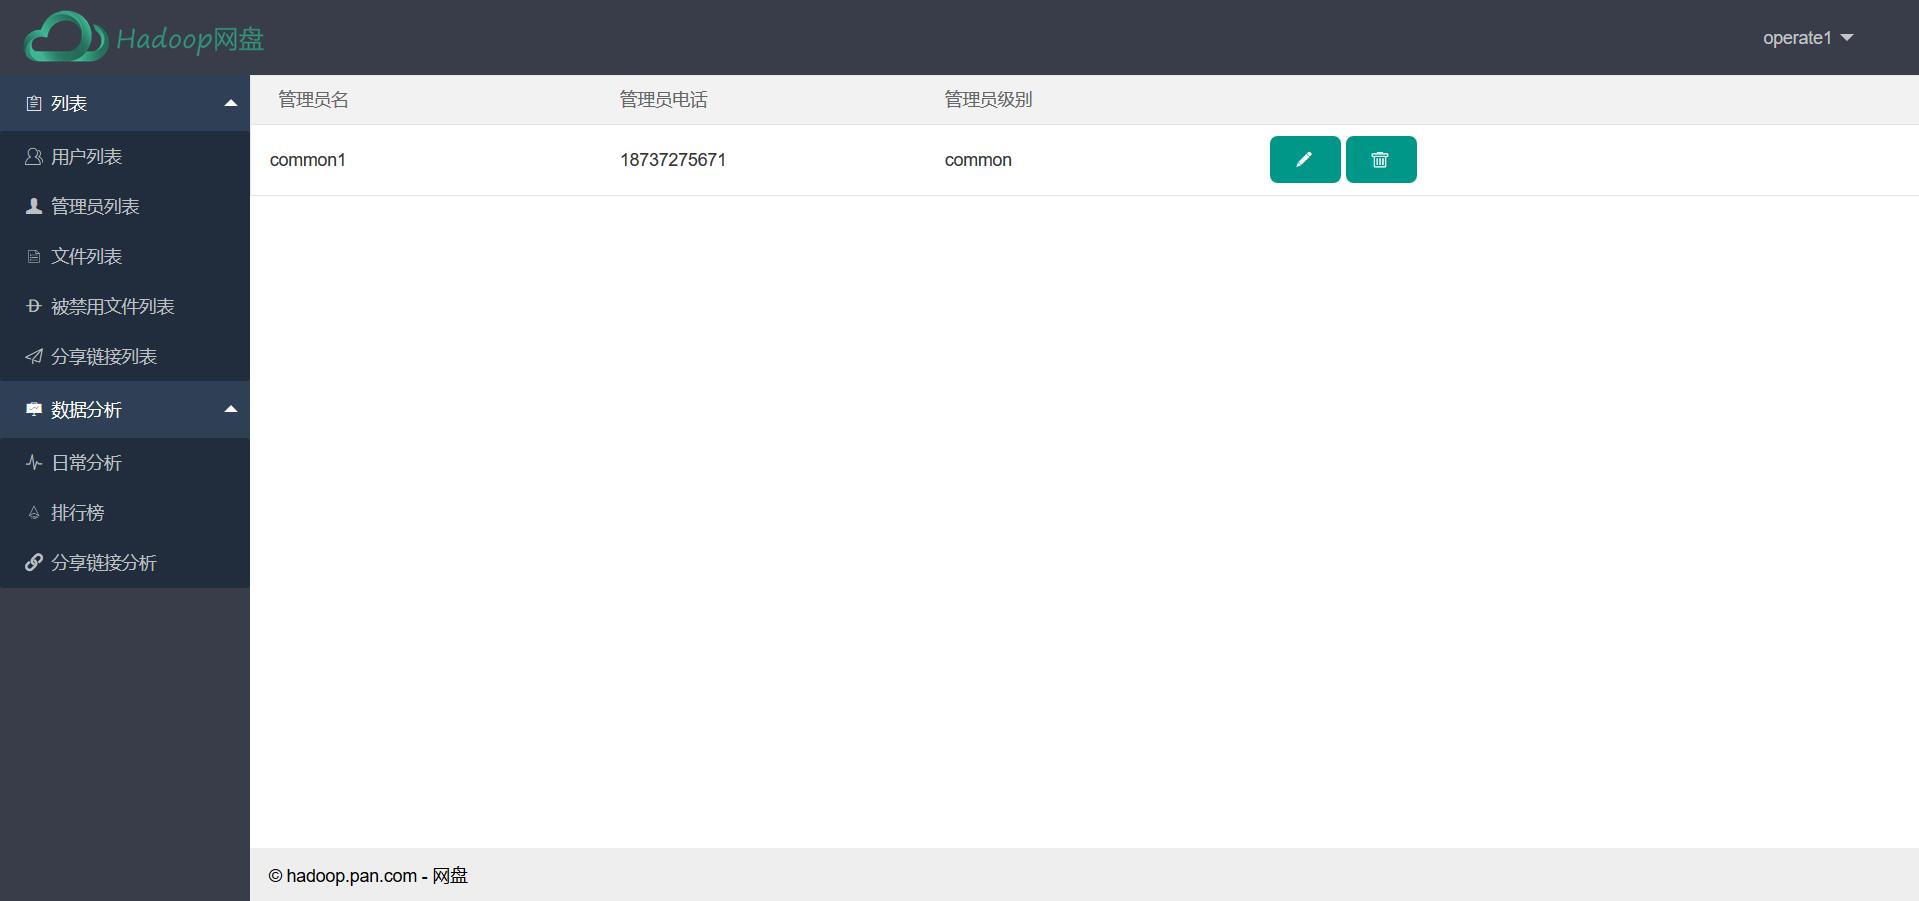 Hadoop网盘
operate1
列表
用户列表
管理员列表
文件列表
被禁用文件列表
分享链接列表
数据分析
日常分析
排行榜
分享链接分析
管理员名 管理员电话 管理员级别
common1 18737275671 common
© hadoop.pan.com - 网盘